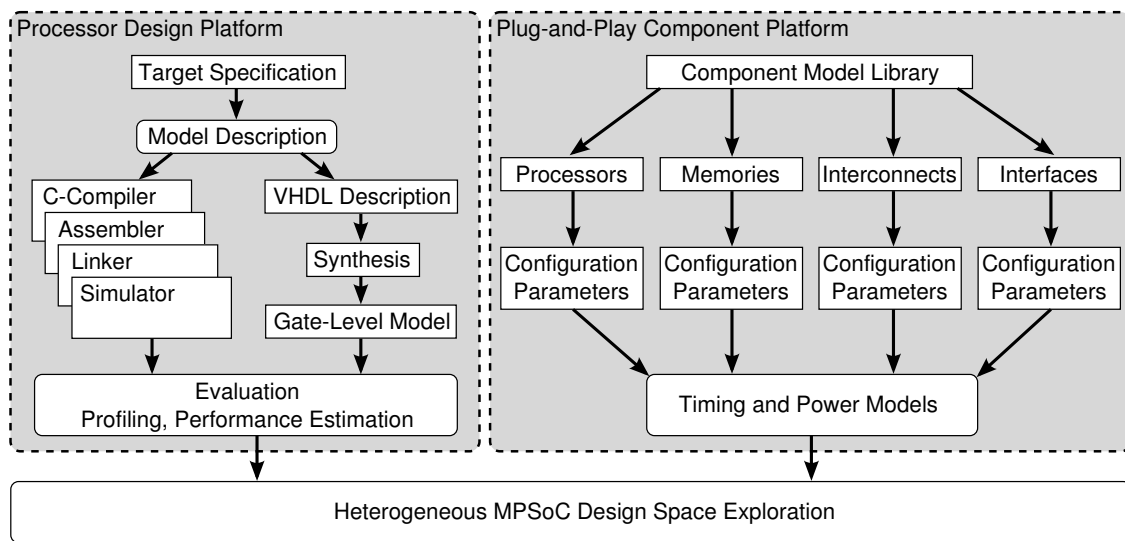 Processor Design Platform
Target Specification
Model Description
C-Compiler
Assembler
Linker
Simulator
VHDL Description
Synthesis
Gate-Level Model
Evaluation
Profiling, Performance Estimation
Plug-and-Play Component Platform
Component Model Library
Processors
Memories
Interconnects
Interfaces
Configuration
Parameters
Configuration
Parameters
Configuration
Parameters
Configuration
Parameters
Timing and Power Models
Heterogeneous MPSoC Design Space Exploration